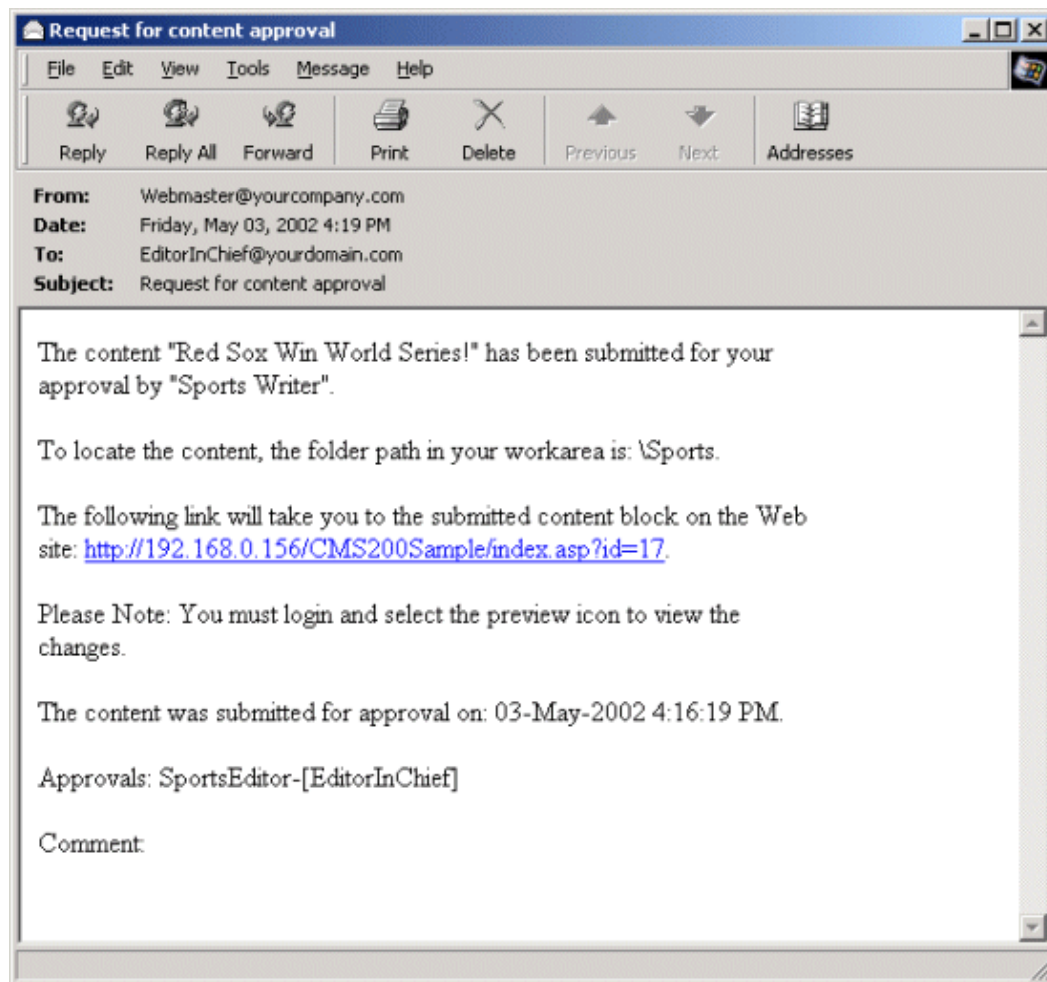 Request for content approval
File Edit View Tools Message Help
Reply Reply All Forward Print Delete Previous Next Addresses
From: Webmaster@yourcompany.com
Date: Friday, May 03, 2002 4:19 PM
To: EditorInChief@yourdomain.com
Subject: Request for content approval
The content "Red Sox Win World Series!" has been submitted for your
approval by "Sports Writer".
To locate the content, the folder path in your workarea is: \Sports.
The following link will take you to the submitted content block on the Web
site: http://192.168.0.156/CMS200Sample/index.asp?id=17.
Please Note: You must login and select the preview icon to view the
changes.
The content was submitted for approval on: 03-May-2002 4:16:19 PM.
Approvals: SportsEditor-[EditorInChief]
Comment: